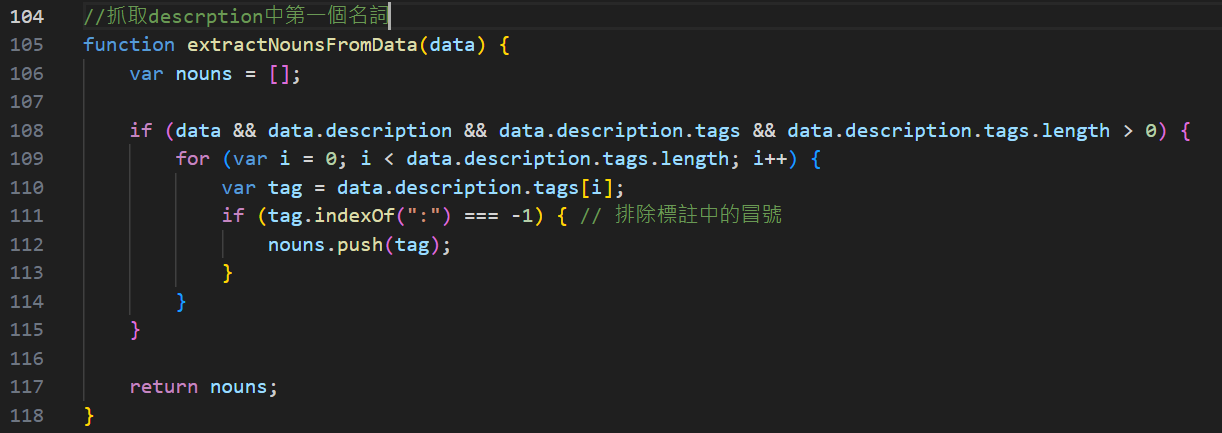 104 //抓取descrption中第一個名詞
105 function extractNounsFromData(data) {
106     var nouns = [];
107
108     if (data && data.description && data.description.tags && data.description.tags.length > 0) {
109         for (var i = 0; i < data.description.tags.length; i++) {
110             var tag = data.description.tags[i];
111             if (tag.indexOf(":") === -1) { // 排除標註中的冒號
112                 nouns.push(tag);
113             }
114         }
115     }
116
117     return nouns;
118 }